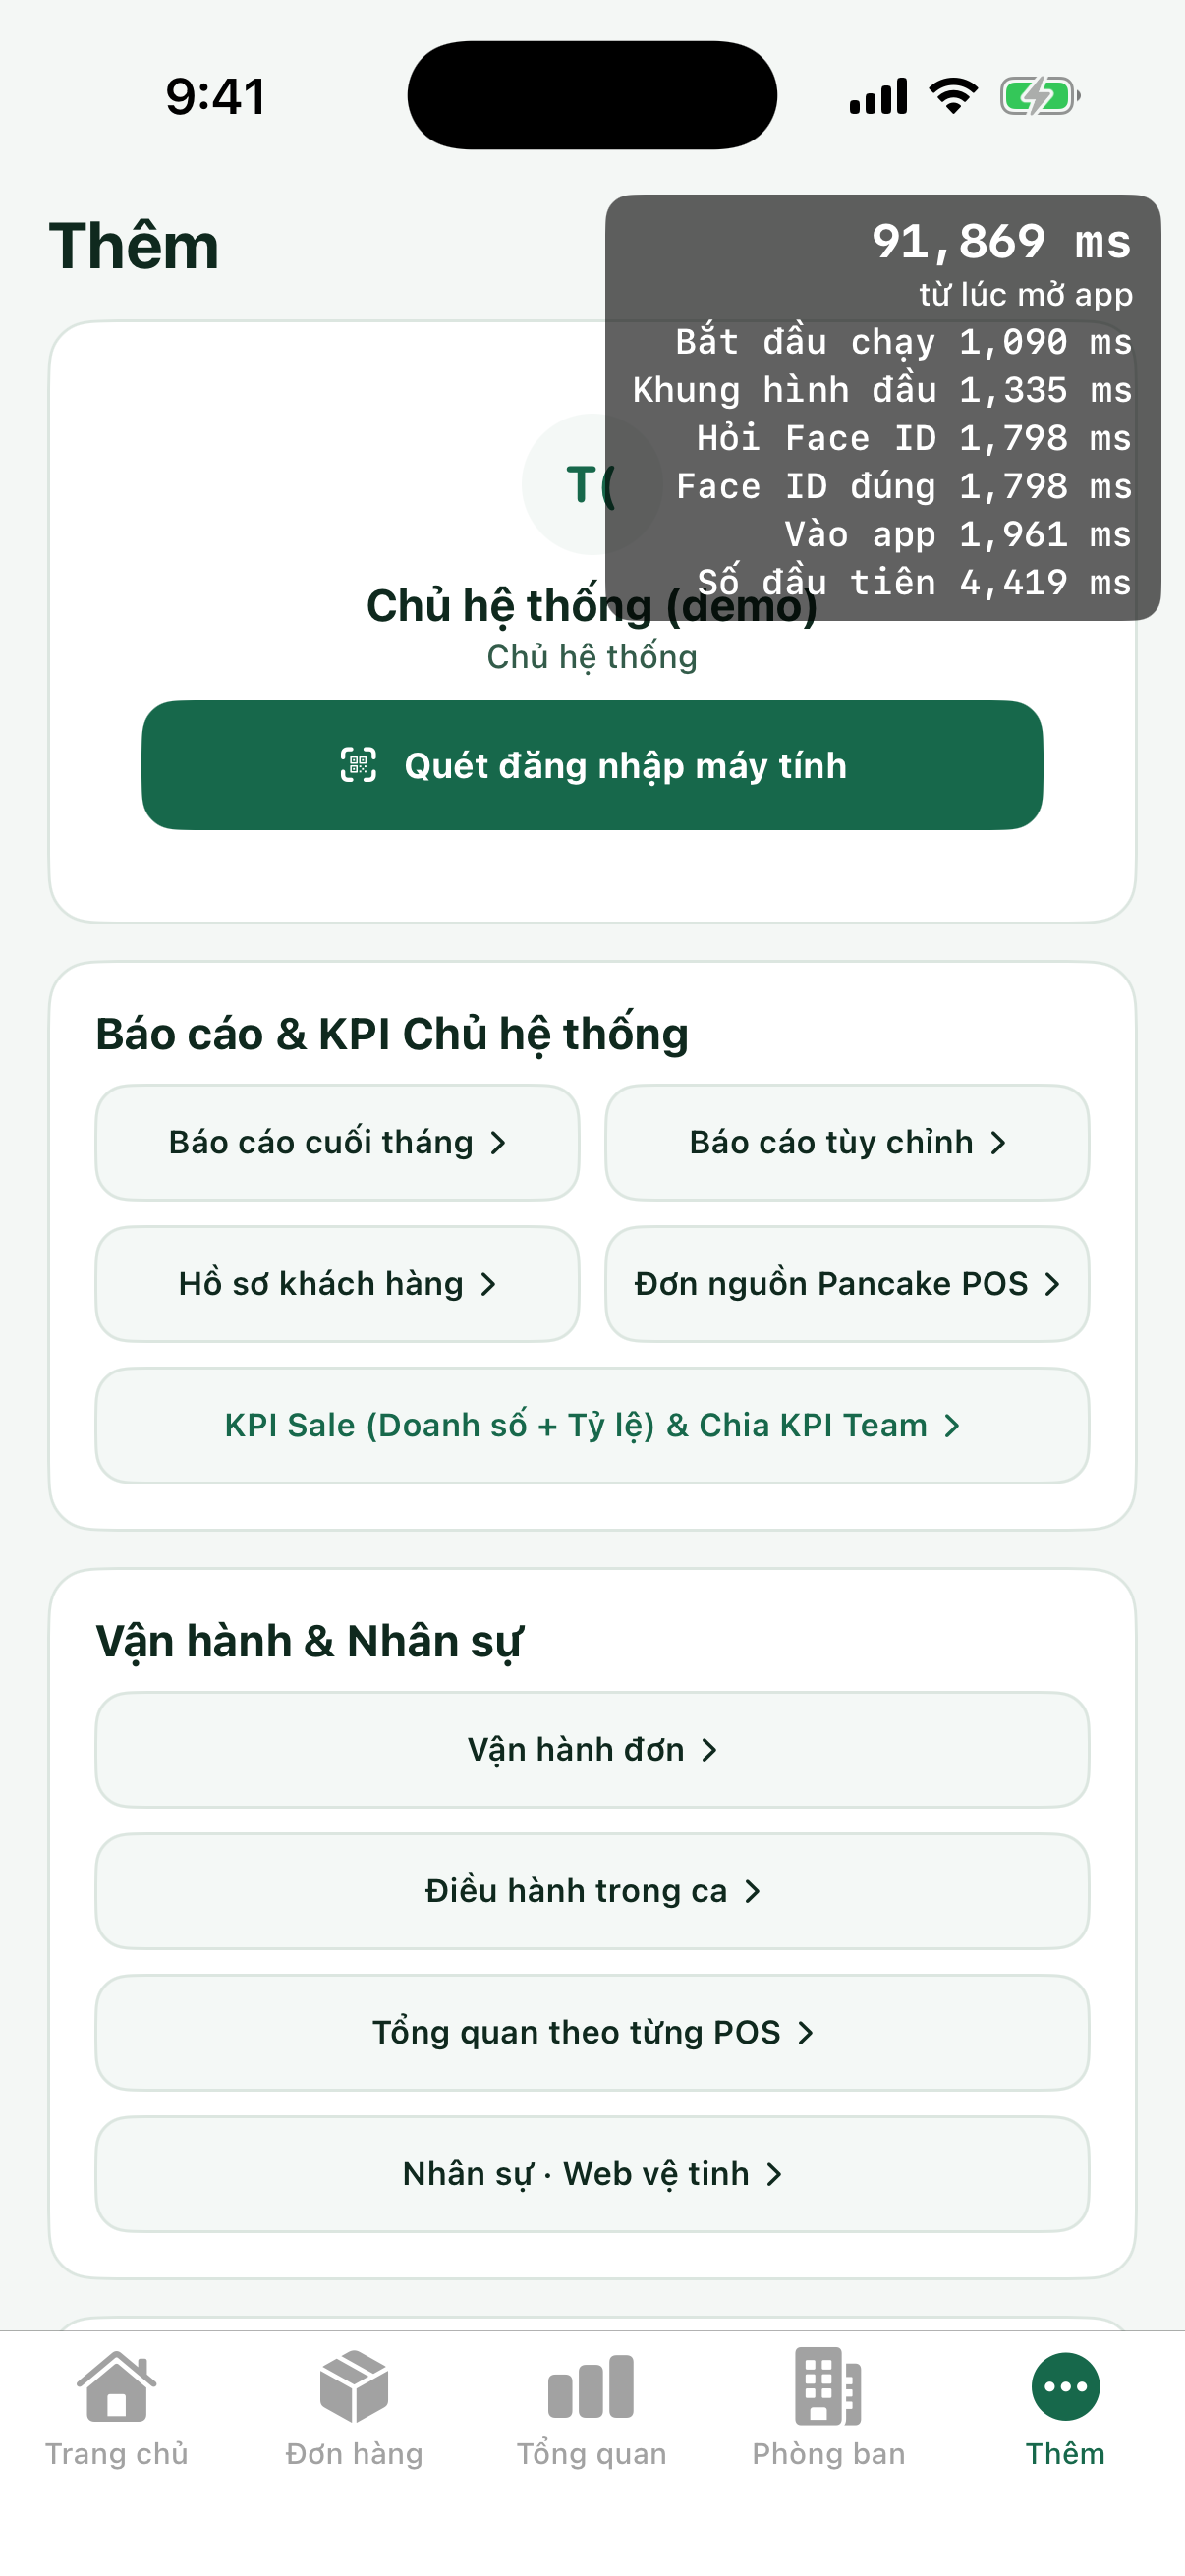 9:41
Thêm
91,869 ms
từ lúc mở app
Bắt đầu chạy 1,090 ms
Khung hình đầu 1,335 ms
Hỏi Face ID 1,798 ms
Face ID đúng 1,798 ms
Vào app 1,961 ms
Số đầu tiên 4,419 ms
T(
Chủ hệ thống (demo)
Chủ hệ thống
Quét đăng nhập máy tính
Báo cáo & KPI Chủ hệ thống
Báo cáo cuối tháng
Báo cáo tùy chỉnh
Hồ sơ khách hàng
Đơn nguồn Pancake POS
KPI Sale (Doanh số + Tỷ lệ) & Chia KPI Team
Vận hành & Nhân sự
Vận hành đơn
Điều hành trong ca
Tổng quan theo từng POS
Nhân sự · Web vệ tinh
Trang chủ
Đơn hàng
Tổng quan
Phòng ban
Thêm